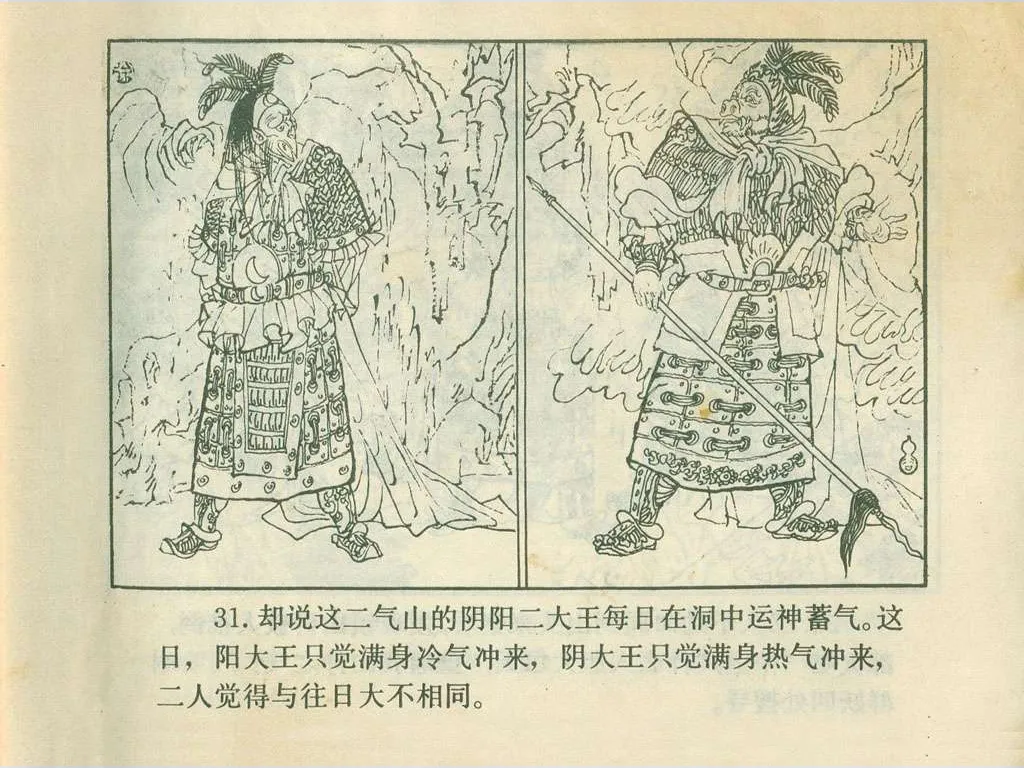 31. 却说这二气山的阴阳二大王每日在洞中运神蓄气。这
日，阳大王只觉满身冷气冲来，阴大王只觉满身热气冲来，
二人觉得与往日大不相同。